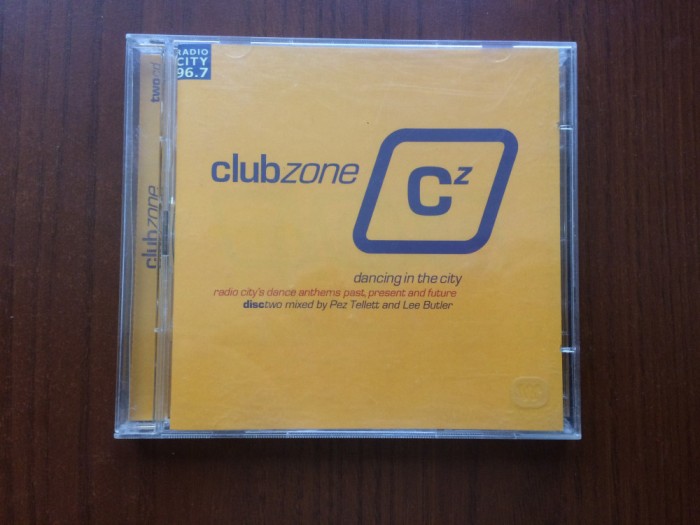 RADIO
CITY
96.7
twocd
clubzone
clubzone
Cz
dancing in the city
radio city's dance anthems past, present and future
disctwo mixed by Pez Tellett and Lee Butler